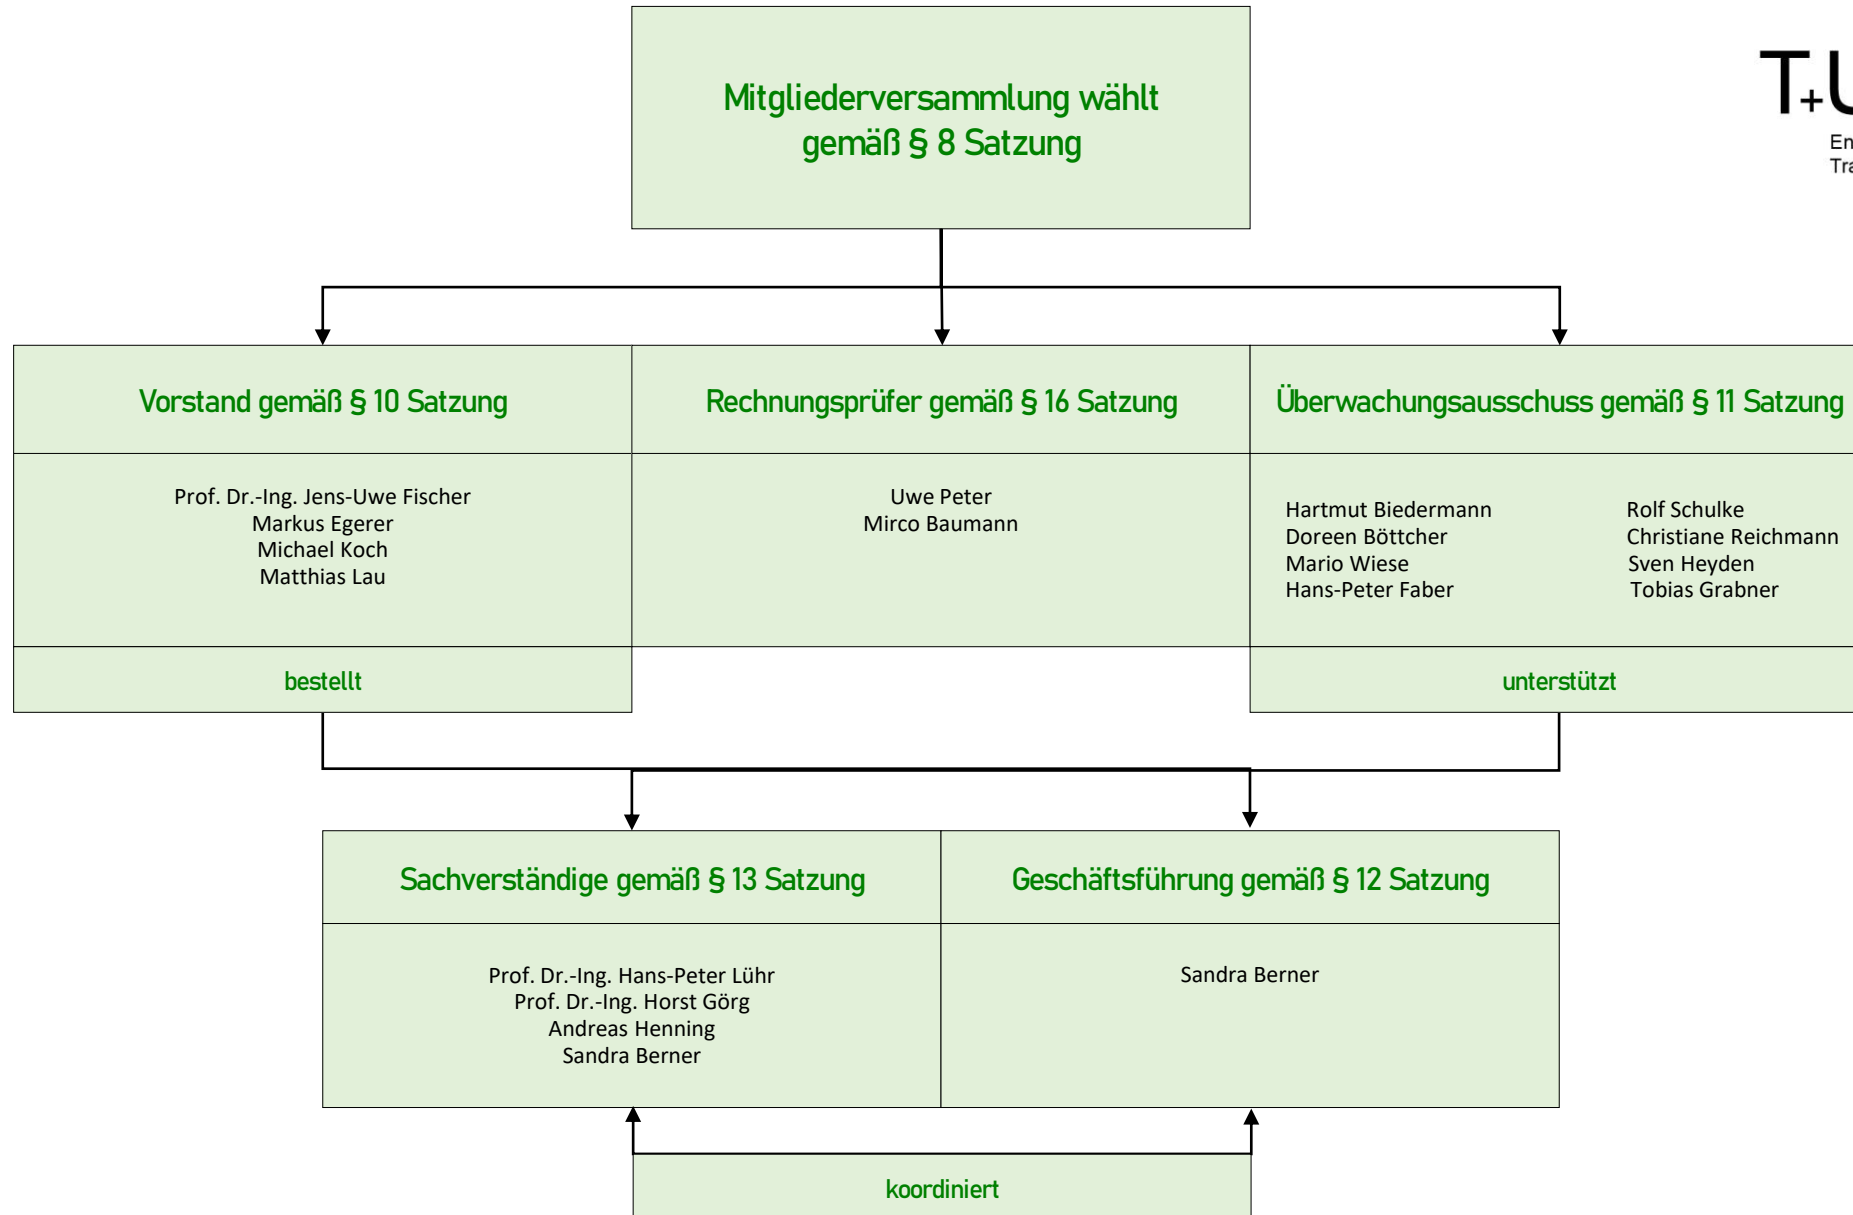 Mitgliederversammlung wählt
gemäß § 8 Satzung
T+U
En
Tra
Vorstand gemäß § 10 Satzung
Rechnungsprüfer gemäß § 16 Satzung
Überwachungsausschuss gemäß § 11 Satzung
Prof. Dr.-Ing. Jens-Uwe Fischer
Markus Egerer
Michael Koch
Matthias Lau
Uwe Peter
Mirco Baumann
Hartmut Biedermann
Doreen Böttcher
Mario Wiese
Hans-Peter Faber
Rolf Schulke
Christiane Reichmann
Sven Heyden
Tobias Grabner
bestellt
unterstützt
Sachverständige gemäß § 13 Satzung
Geschäftsführung gemäß § 12 Satzung
Prof. Dr.-Ing. Hans-Peter Lühr
Prof. Dr.-Ing. Horst Görg
Andreas Henning
Sandra Berner
Sandra Berner
koordiniert